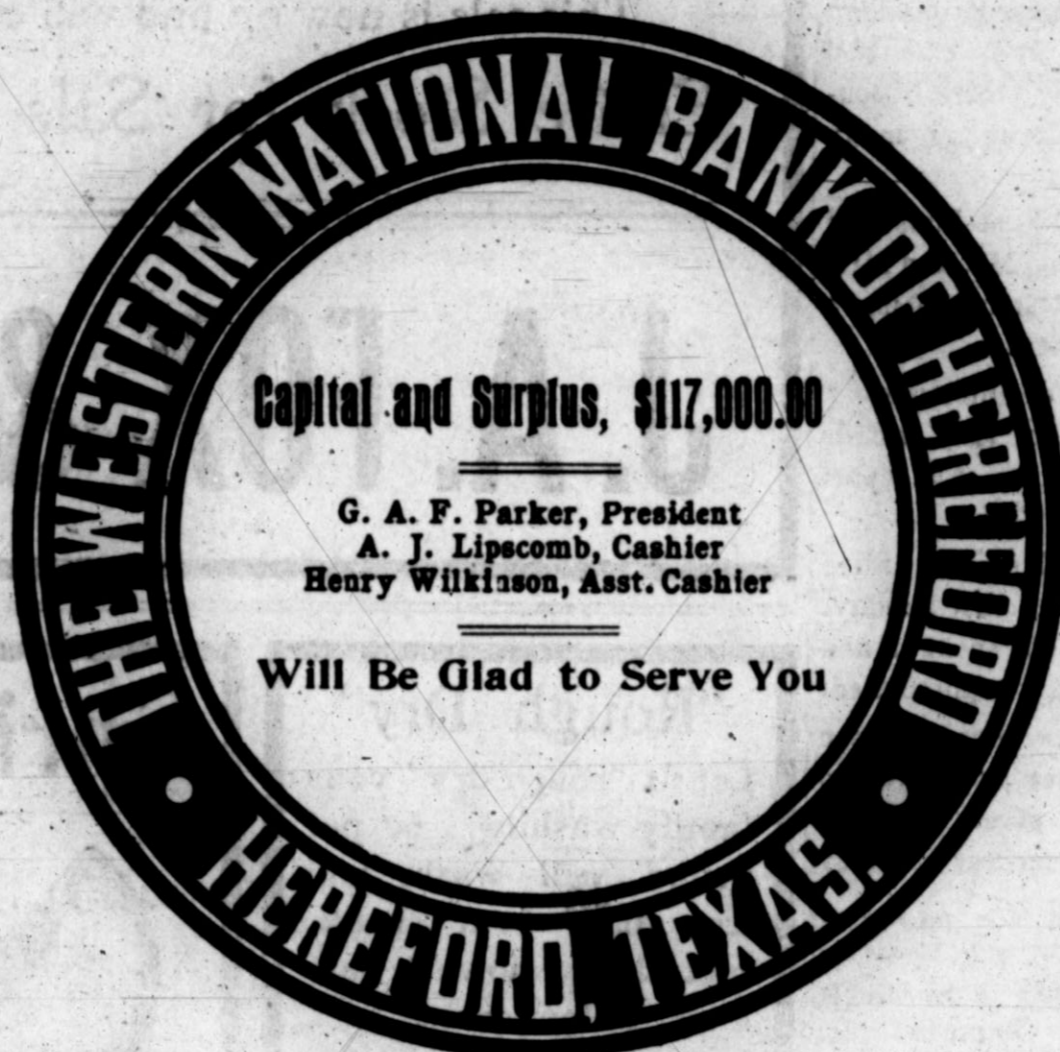 THE WESTERN NATIONAL BANK OF HEREFORD
Capital and Surplus, $117,000.00
G. A. F. Parker, President
A. J. Lipscomb, Cashier
Henry Wilkinson, Asst. Cashier
Will Be Glad to Serve You
HEREFORD, TEXAS.